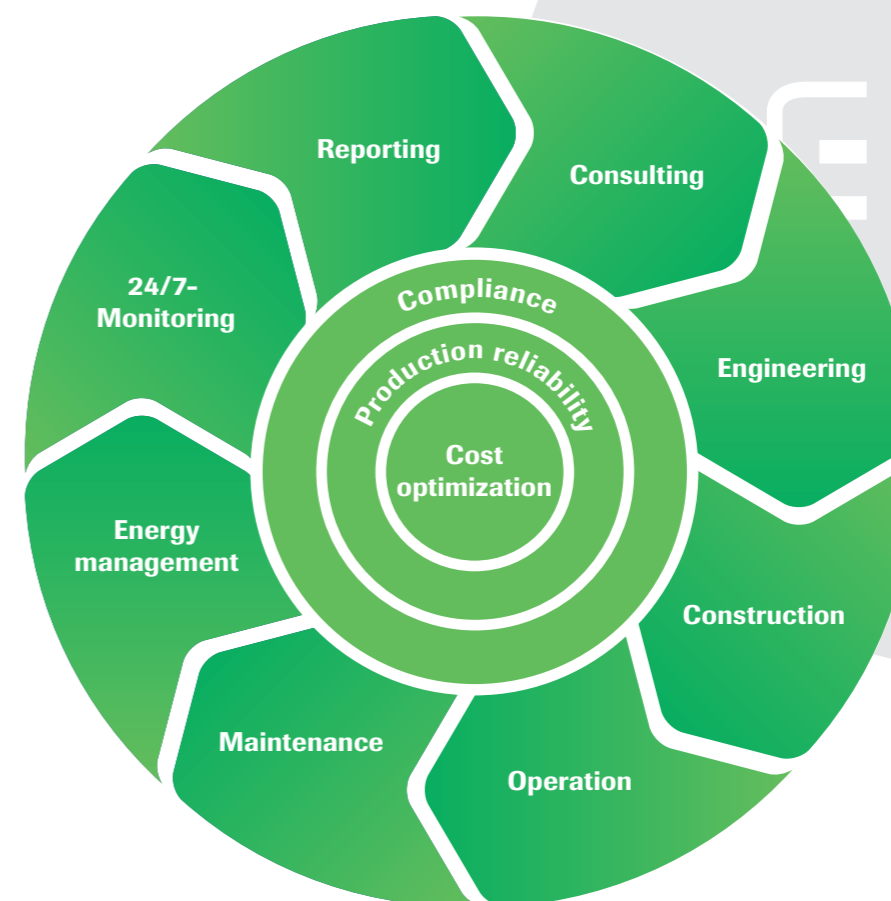 Reporting
Consulting
Engineering
Construction
Operation
Maintenance
Energy
management
24/7-
Monitoring
Compliance
Production reliability
Cost
optimization